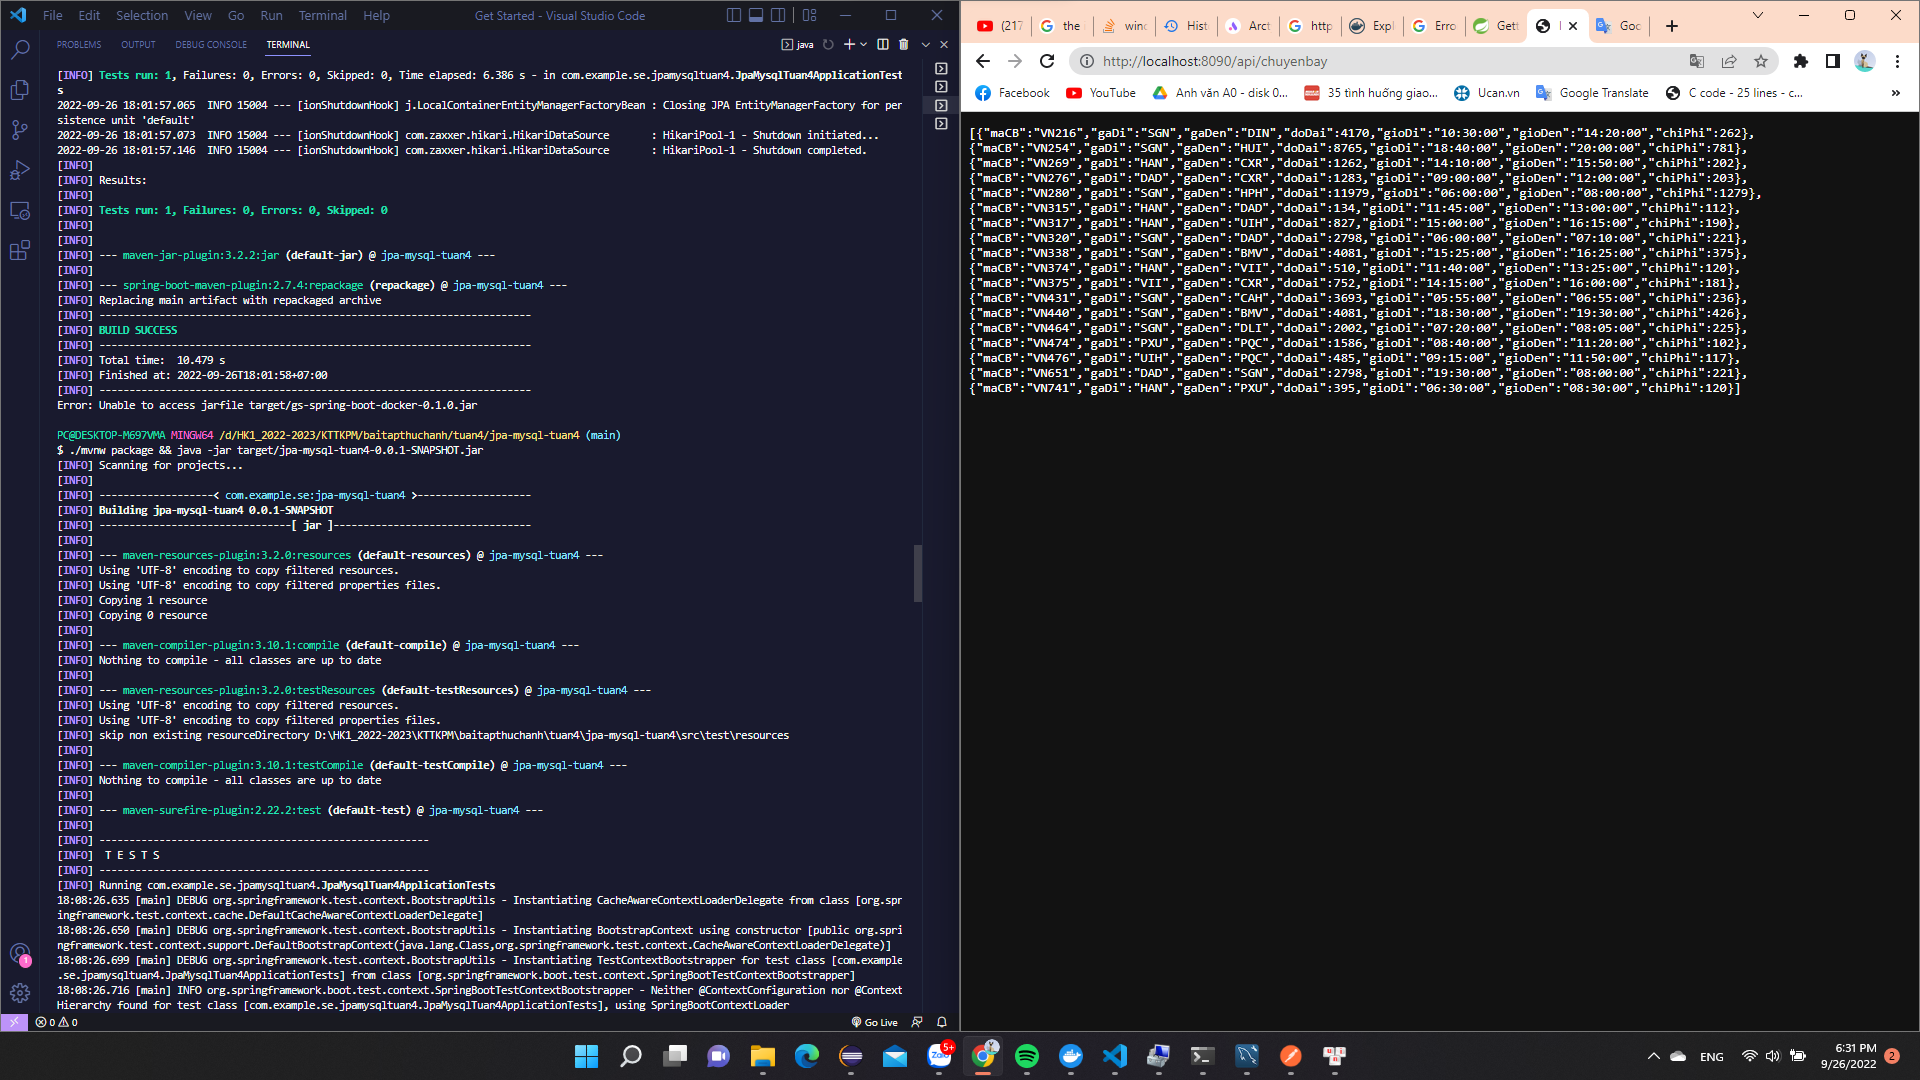 File Edit Selection View Go Run Terminal Help
Get Started - Visual Studio Code
PROBLEMS OUTPUT DEBUG CONSOLE TERMINAL
java
[INFO] Tests run: 1, Failures: 0, Errors: 0, Skipped: 0, Time elapsed: 6.386 s - in com.example.se.jpamysqltuan4.JpaMysqlTuan4ApplicationTest
s
2022-09-26 18:01:57.065 INFO 15004 --- [ionShutdownHook] j.LocalContainerEntityManagerFactoryBean : Closing JPA EntityManagerFactory for per
sistence unit 'default'
2022-09-26 18:01:57.073 INFO 15004 --- [ionShutdownHook] com.zaxxer.hikari.HikariDataSource : HikariPool-1 - Shutdown initiated...
2022-09-26 18:01:57.146 INFO 15004 --- [ionShutdownHook] com.zaxxer.hikari.HikariDataSource : HikariPool-1 - Shutdown completed.
[INFO]
[INFO] Results:
[INFO]
[INFO] Tests run: 1, Failures: 0, Errors: 0, Skipped: 0
[INFO]
[INFO]
[INFO] --- maven-jar-plugin:3.2.2:jar (default-jar) @ jpa-mysql-tuan4 ---
[INFO]
[INFO] --- spring-boot-maven-plugin:2.7.4:repackage (repackage) @ jpa-mysql-tuan4 ---
[INFO] Replacing main artifact with repackaged archive
[INFO] ------------------------------------------------------------------------
[INFO] BUILD SUCCESS
[INFO] ------------------------------------------------------------------------
[INFO] Total time: 10.479 s
[INFO] Finished at: 2022-09-26T18:01:58+07:00
[INFO] ------------------------------------------------------------------------
Error: Unable to access jarfile target/gs-spring-boot-docker-0.1.0.jar
PC@DESKTOP-M697VMA MINGW64 /d/HK1_2022-2023/KTTKPM/baitapthuchanh/tuan4/jpa-mysql-tuan4 (main)
$ ./mvnw package && java -jar target/jpa-mysql-tuan4-0.0.1-SNAPSHOT.jar
[INFO] Scanning for projects...
[INFO]
[INFO] -------------------< com.example.se:jpa-mysql-tuan4 >-------------------
[INFO] Building jpa-mysql-tuan4 0.0.1-SNAPSHOT
[INFO] --------------------------------[ jar ]---------------------------------
[INFO]
[INFO] --- maven-resources-plugin:3.2.0:resources (default-resources) @ jpa-mysql-tuan4 ---
[INFO] Using 'UTF-8' encoding to copy filtered resources.
[INFO] Using 'UTF-8' encoding to copy filtered properties files.
[INFO] Copying 1 resource
[INFO] Copying 0 resource
[INFO]
[INFO] --- maven-compiler-plugin:3.10.1:compile (default-compile) @ jpa-mysql-tuan4 ---
[INFO] Nothing to compile - all classes are up to date
[INFO]
[INFO] --- maven-resources-plugin:3.2.0:testResources (default-testResources) @ jpa-mysql-tuan4 ---
[INFO] Using 'UTF-8' encoding to copy filtered resources.
[INFO] Using 'UTF-8' encoding to copy filtered properties files.
[INFO] skip non existing resourceDirectory D:\HK1_2022-2023\KTTKPM\baitapthuchanh\tuan4\jpa-mysql-tuan4\src\test\resources
[INFO]
[INFO] --- maven-compiler-plugin:3.10.1:testCompile (default-testCompile) @ jpa-mysql-tuan4 ---
[INFO] Nothing to compile - all classes are up to date
[INFO]
[INFO] --- maven-surefire-plugin:2.22.2:test (default-test) @ jpa-mysql-tuan4 ---
[INFO]
[INFO] -------------------------------------------------------
[INFO] T E S T S
[INFO] -------------------------------------------------------
[INFO] Running com.example.se.jpamysqltuan4.JpaMysqlTuan4ApplicationTests
18:08:26.635 [main] DEBUG org.springframework.test.context.BootstrapUtils - Instantiating CacheAwareContextLoaderDelegate from class [org.spr
ingframework.test.context.cache.DefaultCacheAwareContextLoaderDelegate]
18:08:26.650 [main] DEBUG org.springframework.test.context.BootstrapUtils - Instantiating BootstrapContext using constructor [public org.spri
ngframework.test.context.support.DefaultBootstrapContext(java.lang.Class,org.springframework.test.context.CacheAwareContextLoaderDelegate)]
18:08:26.699 [main] DEBUG org.springframework.test.context.BootstrapUtils - Instantiating TestContextBootstrapper for test class [com.example
.se.jpamysqltuan4.JpaMysqlTuan4ApplicationTests] from class [org.springframework.boot.test.context.SpringBootTestContextBootstrapper]
18:08:26.716 [main] INFO org.springframework.boot.test.context.SpringBootTestContextBootstrapper - Neither @ContextConfiguration nor @Context
Hierarchy found for test class [com.example.se.jpamysqltuan4.JpaMysqlTuan4ApplicationTests], using SpringBootContextLoader
1
0 0
Go Live
(217 the winc Hist Arct http Expl Erro Gett Goo
http://localhost:8090/api/chuyenbay
Facebook YouTube Anh văn A0 - disk 0... 35 tình huống giao... Ucan.vn Google Translate C code - 25 lines - c... »
[{"maCB":"VN216","gaDi":"SGN","gaDen":"DIN","doDai":4170,"gioDi":"10:30:00","gioDen":"14:20:00","chiPhi":262},
{"maCB":"VN254","gaDi":"SGN","gaDen":"HUI","doDai":8765,"gioDi":"18:40:00","gioDen":"20:00:00","chiPhi":781},
{"maCB":"VN269","gaDi":"HAN","gaDen":"CXR","doDai":1262,"gioDi":"14:10:00","gioDen":"15:50:00","chiPhi":202},
{"maCB":"VN276","gaDi":"DAD","gaDen":"CXR","doDai":1283,"gioDi":"09:00:00","gioDen":"12:00:00","chiPhi":203},
{"maCB":"VN280","gaDi":"SGN","gaDen":"HPH","doDai":11979,"gioDi":"06:00:00","gioDen":"08:00:00","chiPhi":1279},
{"maCB":"VN315","gaDi":"HAN","gaDen":"DAD","doDai":134,"gioDi":"11:45:00","gioDen":"13:00:00","chiPhi":112},
{"maCB":"VN317","gaDi":"HAN","gaDen":"UIH","doDai":827,"gioDi":"15:00:00","gioDen":"16:15:00","chiPhi":190},
{"maCB":"VN320","gaDi":"SGN","gaDen":"DAD","doDai":2798,"gioDi":"06:00:00","gioDen":"07:10:00","chiPhi":221},
{"maCB":"VN338","gaDi":"SGN","gaDen":"BMV","doDai":4081,"gioDi":"15:25:00","gioDen":"16:25:00","chiPhi":375},
{"maCB":"VN374","gaDi":"HAN","gaDen":"VII","doDai":510,"gioDi":"11:40:00","gioDen":"13:25:00","chiPhi":120},
{"maCB":"VN375","gaDi":"VII","gaDen":"CXR","doDai":752,"gioDi":"14:15:00","gioDen":"16:00:00","chiPhi":181},
{"maCB":"VN431","gaDi":"SGN","gaDen":"CAH","doDai":3693,"gioDi":"05:55:00","gioDen":"06:55:00","chiPhi":236},
{"maCB":"VN440","gaDi":"SGN","gaDen":"BMV","doDai":4081,"gioDi":"18:30:00","gioDen":"19:30:00","chiPhi":426},
{"maCB":"VN464","gaDi":"SGN","gaDen":"DLI","doDai":2002,"gioDi":"07:20:00","gioDen":"08:05:00","chiPhi":225},
{"maCB":"VN474","gaDi":"PXU","gaDen":"PQC","doDai":1586,"gioDi":"08:40:00","gioDen":"11:20:00","chiPhi":102},
{"maCB":"VN476","gaDi":"UIH","gaDen":"PQC","doDai":485,"gioDi":"09:15:00","gioDen":"11:50:00","chiPhi":117},
{"maCB":"VN651","gaDi":"DAD","gaDen":"SGN","doDai":2798,"gioDi":"19:30:00","gioDen":"08:00:00","chiPhi":221},
{"maCB":"VN741","gaDi":"HAN","gaDen":"PXU","doDai":395,"gioDi":"06:30:00","gioDen":"08:30:00","chiPhi":120}]
Zalo 5+
ENG
6:31 PM
9/26/2022
2